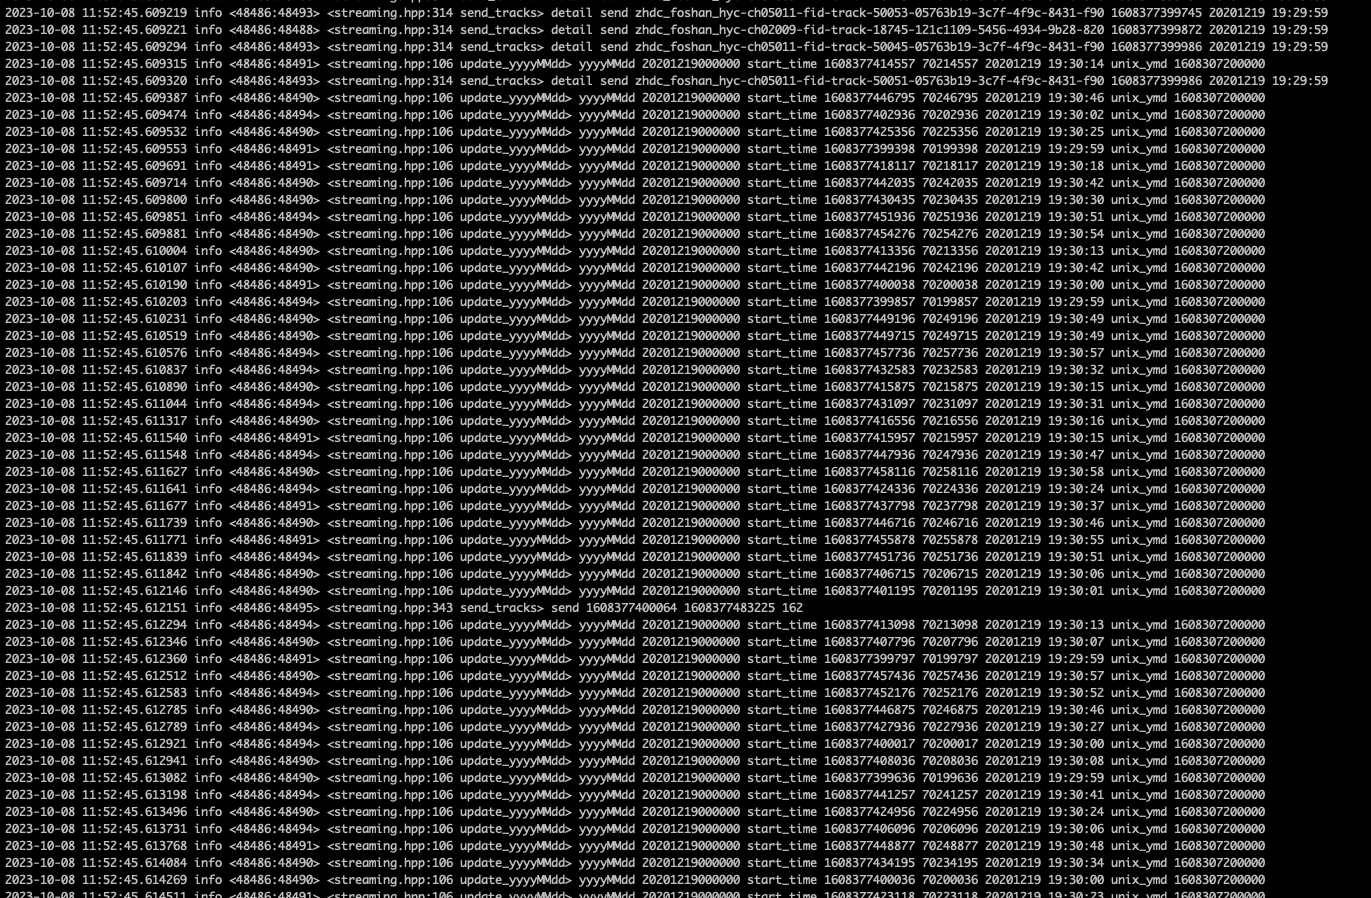 2023-10-08 11:52:45.609219 info <48486:48493> <streaming.hpp:314 send_tracks> detail send zhdc_foshan_hyc-ch05011-fid-track-50053-05763b19-3c7f-4f9c-8431-f90 1608377399745 20201219 19:29:59
2023-10-08 11:52:45.609221 info <48486:48488> <streaming.hpp:314 send_tracks> detail send zhdc_foshan_hyc-ch02009-fid-track-18745-121c1109-5456-4934-9b28-820 1608377399872 20201219 19:29:59
2023-10-08 11:52:45.609294 info <48486:48493> <streaming.hpp:314 send_tracks> detail send zhdc_foshan_hyc-ch05011-fid-track-50045-05763b19-3c7f-4f9c-8431-f90 1608377399986 20201219 19:29:59
2023-10-08 11:52:45.609315 info <48486:48491> <streaming.hpp:106 update_yyyyMMdd> yyyyMMdd 20201219000000 start_time 1608377414557 70214557 20201219 19:30:14 unix_ymd 1608307200000
2023-10-08 11:52:45.609320 info <48486:48493> <streaming.hpp:314 send_tracks> detail send zhdc_foshan_hyc-ch05011-fid-track-50051-05763b19-3c7f-4f9c-8431-f90 1608377399986 20201219 19:29:59
2023-10-08 11:52:45.609387 info <48486:48490> <streaming.hpp:106 update_yyyyMMdd> yyyyMMdd 20201219000000 start_time 1608377446795 70246795 20201219 19:30:46 unix_ymd 1608307200000
2023-10-08 11:52:45.609474 info <48486:48494> <streaming.hpp:106 update_yyyyMMdd> yyyyMMdd 20201219000000 start_time 1608377402936 70202936 20201219 19:30:02 unix_ymd 1608307200000
2023-10-08 11:52:45.609532 info <48486:48490> <streaming.hpp:106 update_yyyyMMdd> yyyyMMdd 20201219000000 start_time 1608377425356 70225356 20201219 19:30:25 unix_ymd 1608307200000
2023-10-08 11:52:45.609553 info <48486:48491> <streaming.hpp:106 update_yyyyMMdd> yyyyMMdd 20201219000000 start_time 1608377399398 70199398 20201219 19:29:59 unix_ymd 1608307200000
2023-10-08 11:52:45.609691 info <48486:48491> <streaming.hpp:106 update_yyyyMMdd> yyyyMMdd 20201219000000 start_time 1608377418117 70218117 20201219 19:30:18 unix_ymd 1608307200000
2023-10-08 11:52:45.609714 info <48486:48490> <streaming.hpp:106 update_yyyyMMdd> yyyyMMdd 20201219000000 start_time 1608377442035 70242035 20201219 19:30:42 unix_ymd 1608307200000
2023-10-08 11:52:45.609800 info <48486:48490> <streaming.hpp:106 update_yyyyMMdd> yyyyMMdd 20201219000000 start_time 1608377430435 70230435 20201219 19:30:30 unix_ymd 1608307200000
2023-10-08 11:52:45.609851 info <48486:48494> <streaming.hpp:106 update_yyyyMMdd> yyyyMMdd 20201219000000 start_time 1608377451936 70251936 20201219 19:30:51 unix_ymd 1608307200000
2023-10-08 11:52:45.609881 info <48486:48490> <streaming.hpp:106 update_yyyyMMdd> yyyyMMdd 20201219000000 start_time 1608377454276 70254276 20201219 19:30:54 unix_ymd 1608307200000
2023-10-08 11:52:45.610004 info <48486:48490> <streaming.hpp:106 update_yyyyMMdd> yyyyMMdd 20201219000000 start_time 1608377413356 70213356 20201219 19:30:13 unix_ymd 1608307200000
2023-10-08 11:52:45.610107 info <48486:48490> <streaming.hpp:106 update_yyyyMMdd> yyyyMMdd 20201219000000 start_time 1608377442196 70242196 20201219 19:30:42 unix_ymd 1608307200000
2023-10-08 11:52:45.610190 info <48486:48491> <streaming.hpp:106 update_yyyyMMdd> yyyyMMdd 20201219000000 start_time 1608377400038 70200038 20201219 19:30:00 unix_ymd 1608307200000
2023-10-08 11:52:45.610203 info <48486:48494> <streaming.hpp:106 update_yyyyMMdd> yyyyMMdd 20201219000000 start_time 1608377399857 70199857 20201219 19:29:59 unix_ymd 1608307200000
2023-10-08 11:52:45.610231 info <48486:48490> <streaming.hpp:106 update_yyyyMMdd> yyyyMMdd 20201219000000 start_time 1608377449196 70249196 20201219 19:30:49 unix_ymd 1608307200000
2023-10-08 11:52:45.610519 info <48486:48490> <streaming.hpp:106 update_yyyyMMdd> yyyyMMdd 20201219000000 start_time 1608377449715 70249715 20201219 19:30:49 unix_ymd 1608307200000
2023-10-08 11:52:45.610576 info <48486:48494> <streaming.hpp:106 update_yyyyMMdd> yyyyMMdd 20201219000000 start_time 1608377457736 70257736 20201219 19:30:57 unix_ymd 1608307200000
2023-10-08 11:52:45.610837 info <48486:48494> <streaming.hpp:106 update_yyyyMMdd> yyyyMMdd 20201219000000 start_time 1608377432583 70232583 20201219 19:30:32 unix_ymd 1608307200000
2023-10-08 11:52:45.610890 info <48486:48490> <streaming.hpp:106 update_yyyyMMdd> yyyyMMdd 20201219000000 start_time 1608377415875 70215875 20201219 19:30:15 unix_ymd 1608307200000
2023-10-08 11:52:45.611044 info <48486:48494> <streaming.hpp:106 update_yyyyMMdd> yyyyMMdd 20201219000000 start_time 1608377431097 70231097 20201219 19:30:31 unix_ymd 1608307200000
2023-10-08 11:52:45.611317 info <48486:48490> <streaming.hpp:106 update_yyyyMMdd> yyyyMMdd 20201219000000 start_time 1608377416556 70216556 20201219 19:30:16 unix_ymd 1608307200000
2023-10-08 11:52:45.611540 info <48486:48491> <streaming.hpp:106 update_yyyyMMdd> yyyyMMdd 20201219000000 start_time 1608377415957 70215957 20201219 19:30:15 unix_ymd 1608307200000
2023-10-08 11:52:45.611548 info <48486:48494> <streaming.hpp:106 update_yyyyMMdd> yyyyMMdd 20201219000000 start_time 1608377447936 70247936 20201219 19:30:47 unix_ymd 1608307200000
2023-10-08 11:52:45.611627 info <48486:48490> <streaming.hpp:106 update_yyyyMMdd> yyyyMMdd 20201219000000 start_time 1608377458116 70258116 20201219 19:30:58 unix_ymd 1608307200000
2023-10-08 11:52:45.611641 info <48486:48494> <streaming.hpp:106 update_yyyyMMdd> yyyyMMdd 20201219000000 start_time 1608377424336 70224336 20201219 19:30:24 unix_ymd 1608307200000
2023-10-08 11:52:45.611677 info <48486:48491> <streaming.hpp:106 update_yyyyMMdd> yyyyMMdd 20201219000000 start_time 1608377437798 70237798 20201219 19:30:37 unix_ymd 1608307200000
2023-10-08 11:52:45.611739 info <48486:48490> <streaming.hpp:106 update_yyyyMMdd> yyyyMMdd 20201219000000 start_time 1608377446716 70246716 20201219 19:30:46 unix_ymd 1608307200000
2023-10-08 11:52:45.611771 info <48486:48491> <streaming.hpp:106 update_yyyyMMdd> yyyyMMdd 20201219000000 start_time 1608377455878 70255878 20201219 19:30:55 unix_ymd 1608307200000
2023-10-08 11:52:45.611839 info <48486:48494> <streaming.hpp:106 update_yyyyMMdd> yyyyMMdd 20201219000000 start_time 1608377451736 70251736 20201219 19:30:51 unix_ymd 1608307200000
2023-10-08 11:52:45.611842 info <48486:48490> <streaming.hpp:106 update_yyyyMMdd> yyyyMMdd 20201219000000 start_time 1608377406715 70206715 20201219 19:30:06 unix_ymd 1608307200000
2023-10-08 11:52:45.612146 info <48486:48490> <streaming.hpp:106 update_yyyyMMdd> yyyyMMdd 20201219000000 start_time 1608377401195 70201195 20201219 19:30:01 unix_ymd 1608307200000
2023-10-08 11:52:45.612151 info <48486:48495> <streaming.hpp:343 send_tracks> send 1608377400064 1608377483225 162
2023-10-08 11:52:45.612294 info <48486:48494> <streaming.hpp:106 update_yyyyMMdd> yyyyMMdd 20201219000000 start_time 1608377413098 70213098 20201219 19:30:13 unix_ymd 1608307200000
2023-10-08 11:52:45.612346 info <48486:48490> <streaming.hpp:106 update_yyyyMMdd> yyyyMMdd 20201219000000 start_time 1608377407796 70207796 20201219 19:30:07 unix_ymd 1608307200000
2023-10-08 11:52:45.612360 info <48486:48491> <streaming.hpp:106 update_yyyyMMdd> yyyyMMdd 20201219000000 start_time 1608377399797 70199797 20201219 19:29:59 unix_ymd 1608307200000
2023-10-08 11:52:45.612512 info <48486:48490> <streaming.hpp:106 update_yyyyMMdd> yyyyMMdd 20201219000000 start_time 1608377457436 70257436 20201219 19:30:57 unix_ymd 1608307200000
2023-10-08 11:52:45.612583 info <48486:48494> <streaming.hpp:106 update_yyyyMMdd> yyyyMMdd 20201219000000 start_time 1608377452176 70252176 20201219 19:30:52 unix_ymd 1608307200000
2023-10-08 11:52:45.612785 info <48486:48490> <streaming.hpp:106 update_yyyyMMdd> yyyyMMdd 20201219000000 start_time 1608377446875 70246875 20201219 19:30:46 unix_ymd 1608307200000
2023-10-08 11:52:45.612789 info <48486:48494> <streaming.hpp:106 update_yyyyMMdd> yyyyMMdd 20201219000000 start_time 1608377427936 70227936 20201219 19:30:27 unix_ymd 1608307200000
2023-10-08 11:52:45.612921 info <48486:48491> <streaming.hpp:106 update_yyyyMMdd> yyyyMMdd 20201219000000 start_time 1608377400017 70200017 20201219 19:30:00 unix_ymd 1608307200000
2023-10-08 11:52:45.612941 info <48486:48490> <streaming.hpp:106 update_yyyyMMdd> yyyyMMdd 20201219000000 start_time 1608377408036 70208036 20201219 19:30:08 unix_ymd 1608307200000
2023-10-08 11:52:45.613082 info <48486:48490> <streaming.hpp:106 update_yyyyMMdd> yyyyMMdd 20201219000000 start_time 1608377399636 70199636 20201219 19:29:59 unix_ymd 1608307200000
2023-10-08 11:52:45.613198 info <48486:48494> <streaming.hpp:106 update_yyyyMMdd> yyyyMMdd 20201219000000 start_time 1608377441257 70241257 20201219 19:30:41 unix_ymd 1608307200000
2023-10-08 11:52:45.613496 info <48486:48490> <streaming.hpp:106 update_yyyyMMdd> yyyyMMdd 20201219000000 start_time 1608377424956 70224956 20201219 19:30:24 unix_ymd 1608307200000
2023-10-08 11:52:45.613731 info <48486:48494> <streaming.hpp:106 update_yyyyMMdd> yyyyMMdd 20201219000000 start_time 1608377406096 70206096 20201219 19:30:06 unix_ymd 1608307200000
2023-10-08 11:52:45.613768 info <48486:48491> <streaming.hpp:106 update_yyyyMMdd> yyyyMMdd 20201219000000 start_time 1608377448877 70248877 20201219 19:30:48 unix_ymd 1608307200000
2023-10-08 11:52:45.614084 info <48486:48490> <streaming.hpp:106 update_yyyyMMdd> yyyyMMdd 20201219000000 start_time 1608377434195 70234195 20201219 19:30:34 unix_ymd 1608307200000
2023-10-08 11:52:45.614269 info <48486:48490> <streaming.hpp:106 update_yyyyMMdd> yyyyMMdd 20201219000000 start_time 1608377400036 70200036 20201219 19:30:00 unix_ymd 1608307200000
2023-10-08 11:52:45.614511 info <48486:48491> <streaming.hpp:106 update_yyyyMMdd> yyyyMMdd 20201219000000 start_time 1608377423118 70223118 20201219 19:30:23 unix_ymd 1608307200000